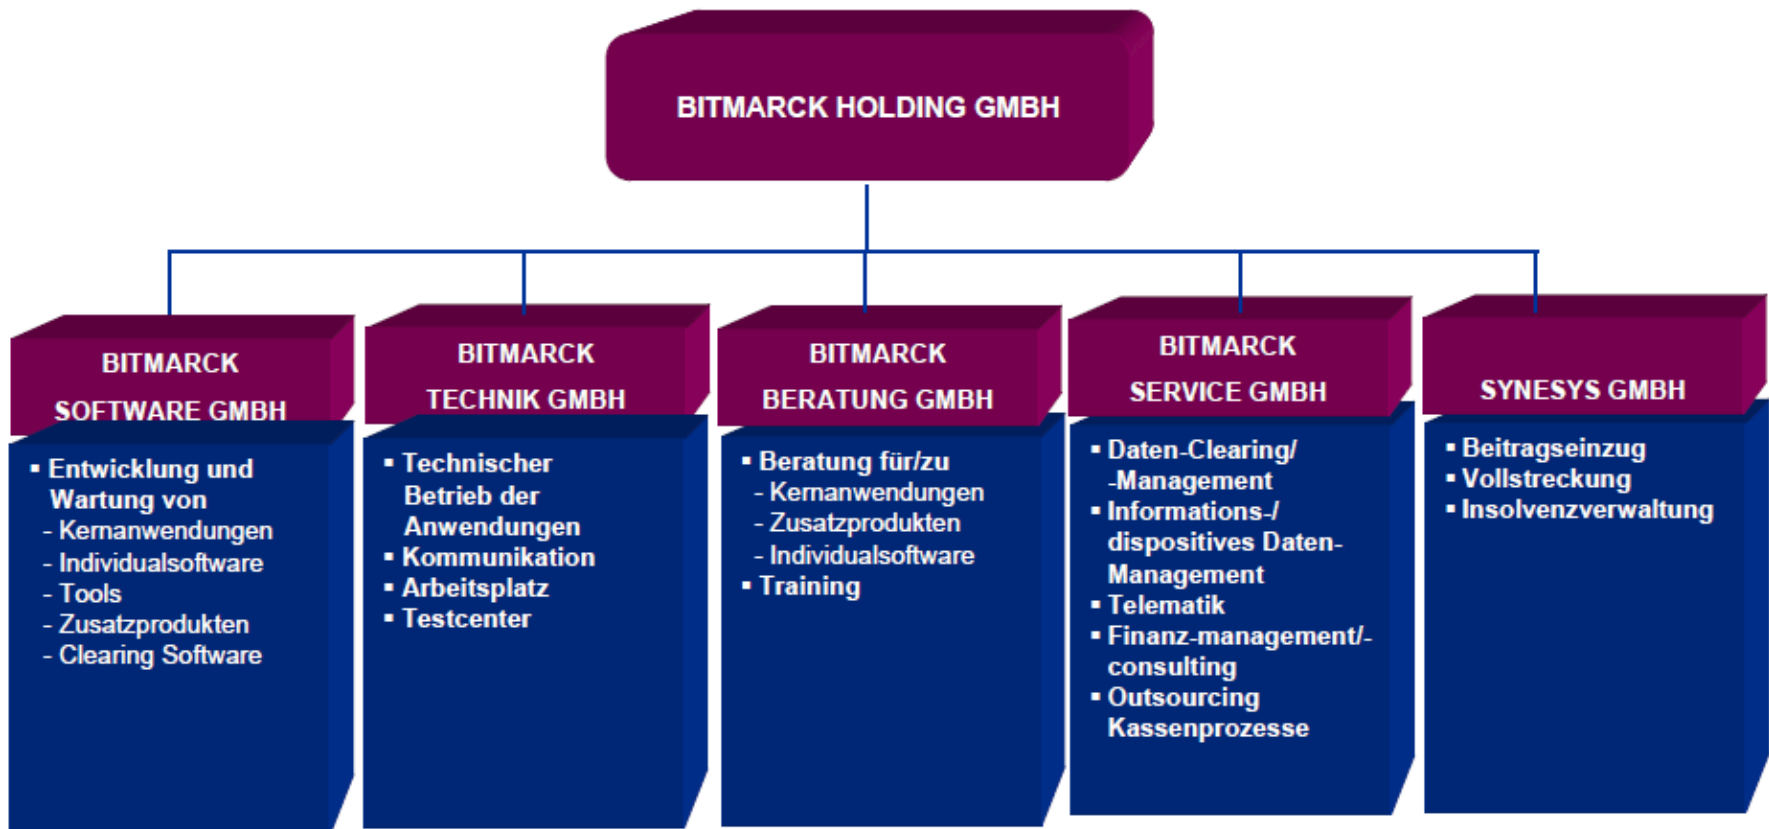 BITMARCK HOLDING GMBH
BITMARCK
SOFTWARE GMBH
▪ Entwicklung und
Wartung von
- Kernanwendungen
- Individualsoftware
- Tools
- Zusatzprodukten
- Clearing Software
BITMARCK
TECHNIK GMBH
▪ Technischer
Betrieb der
Anwendungen
▪ Kommunikation
▪ Arbeitsplatz
▪ Testcenter
BITMARCK
BERATUNG GMBH
▪ Beratung für/zu
- Kernanwendungen
- Zusatzprodukten
- Individualsoftware
▪ Training
BITMARCK
SERVICE GMBH
▪ Daten-Clearing/
-Management
▪ Informations-/
dispositives Daten-
Management
▪ Telematik
▪ Finanz-management/-
consulting
▪ Outsourcing
Kassenprozesse
SYNESYS GMBH
▪ Beitragseinzug
▪ Vollstreckung
▪ Insolvenzverwaltung